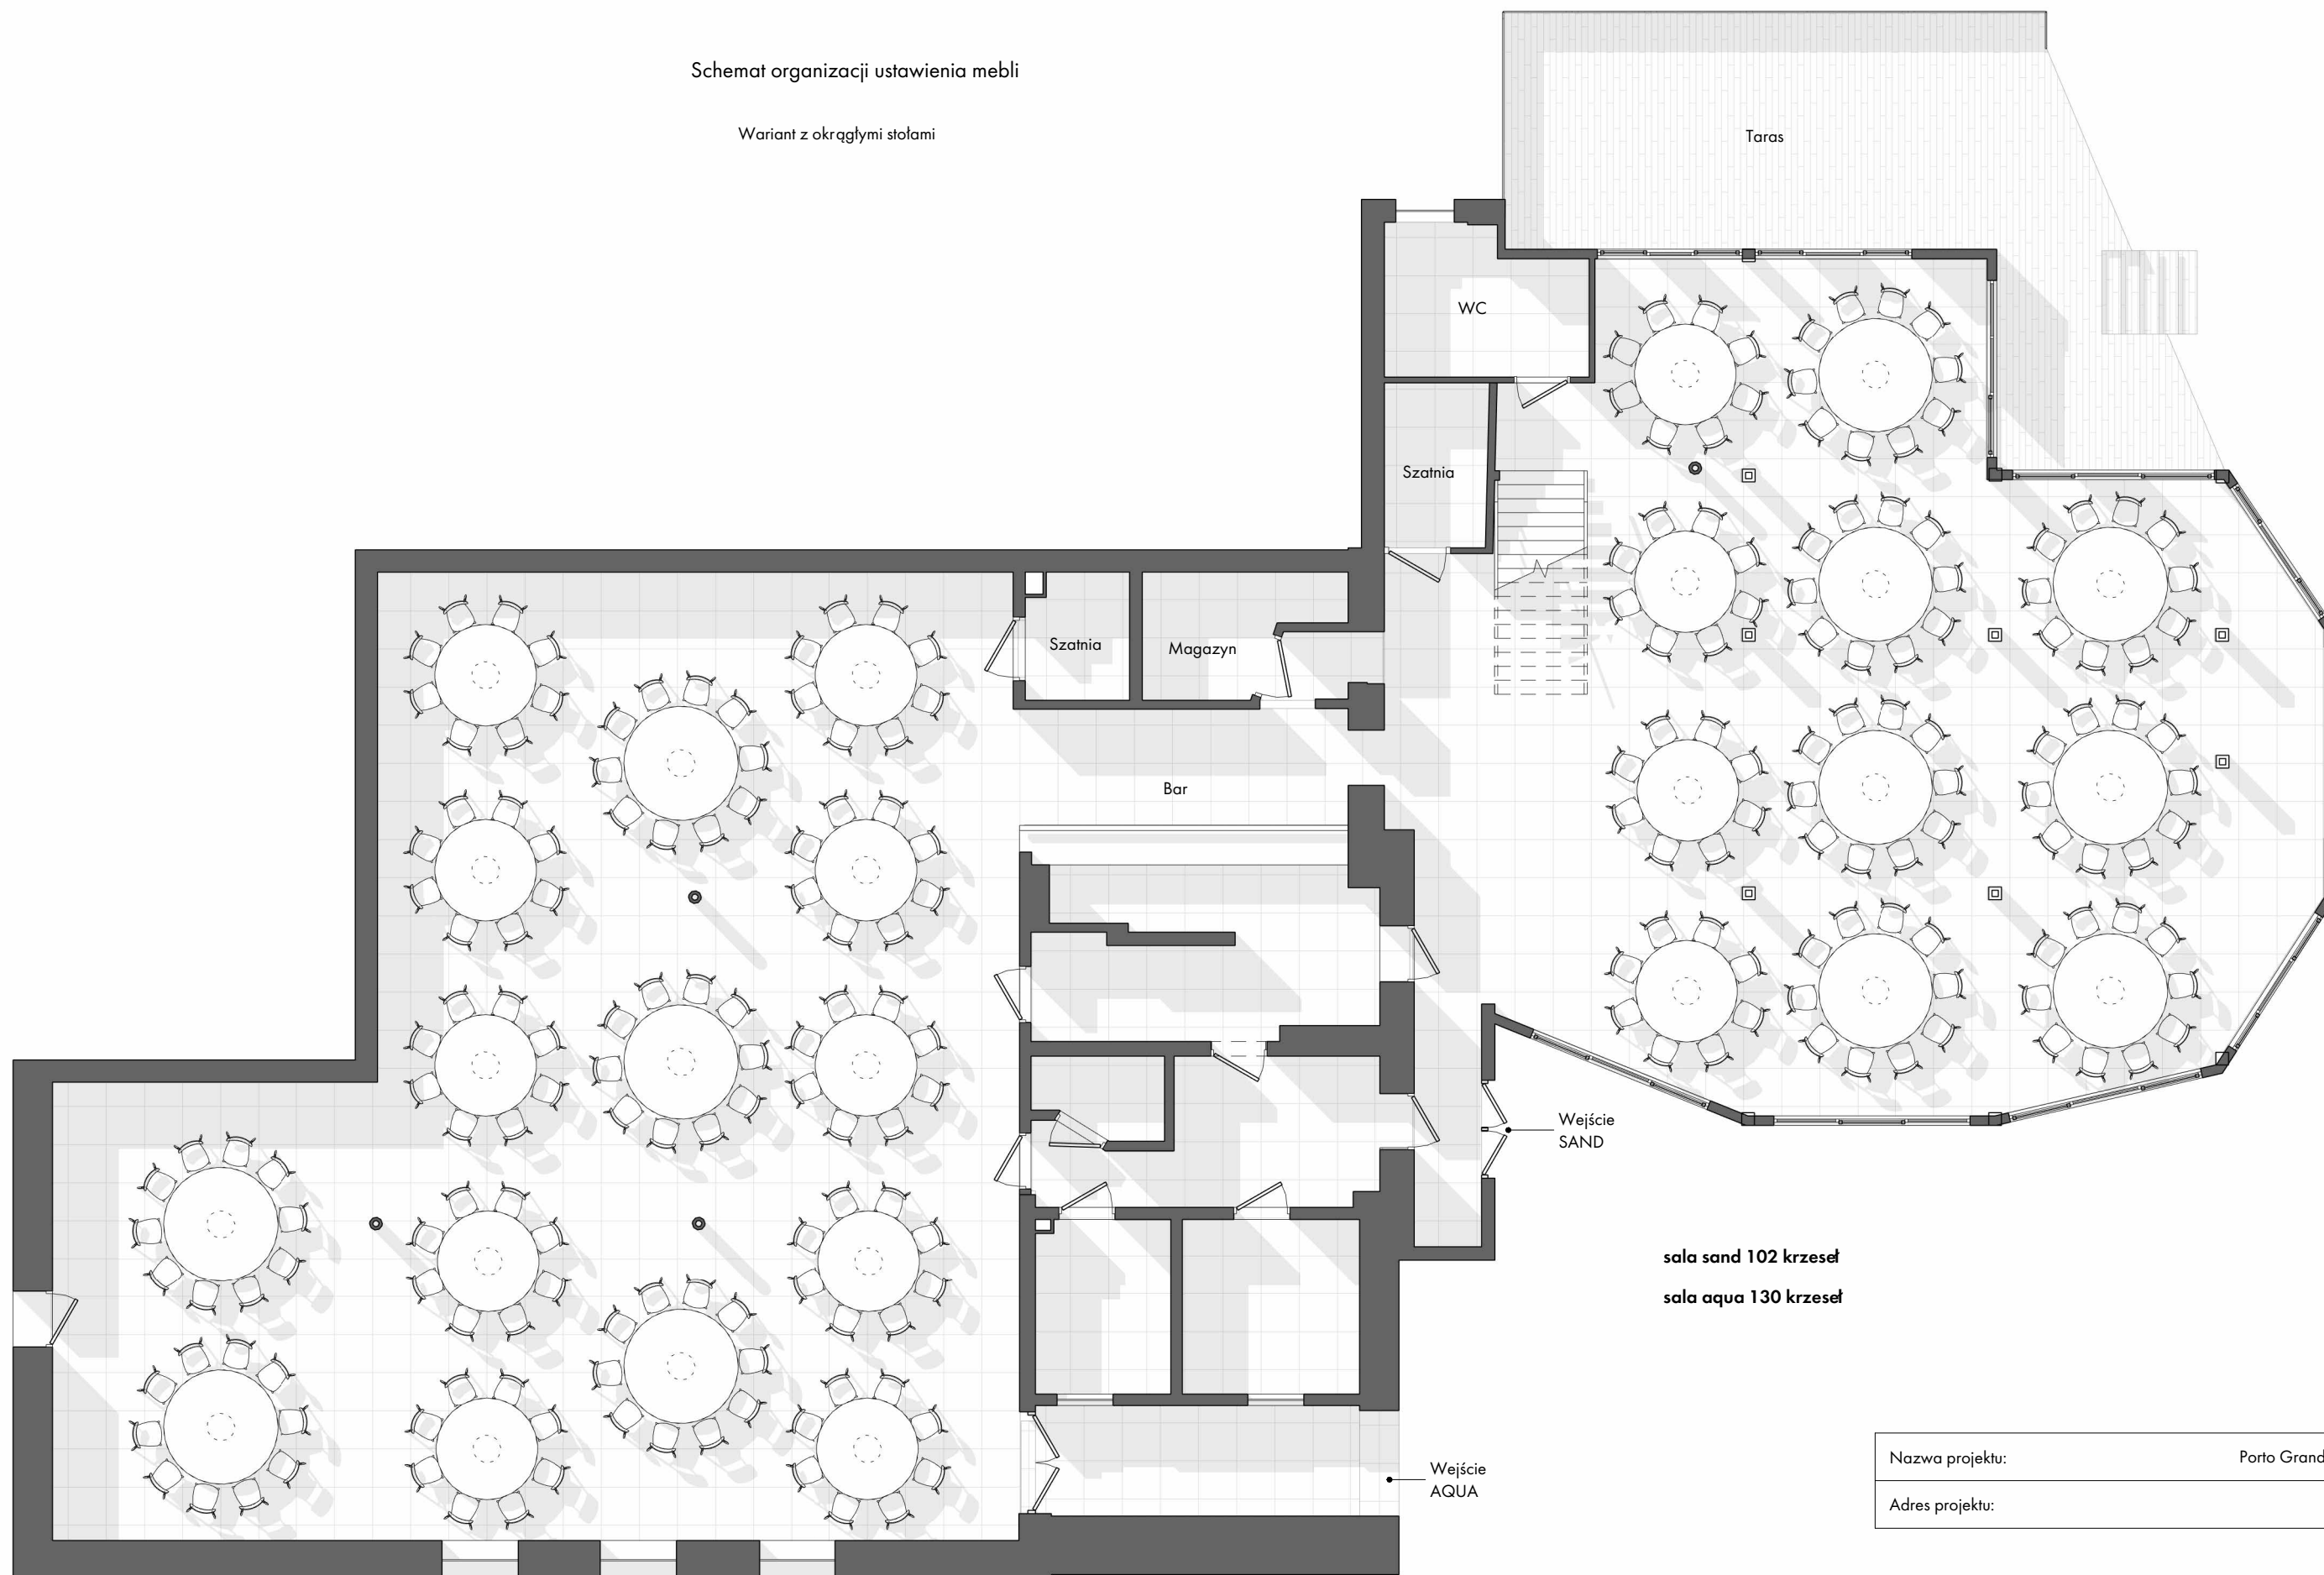 Schemat organizacji ustawienia mebli
Wariant z okrągłymi stołami
Taras
WC
Szatnia
Szatnia
Magazyn
Bar
Wejście
SAND
sala sand 102 krzeseł
sala aqua 130 krzeseł
Wejście
AQUA
Nazwa projektu: Porto Grand
Adres projektu: